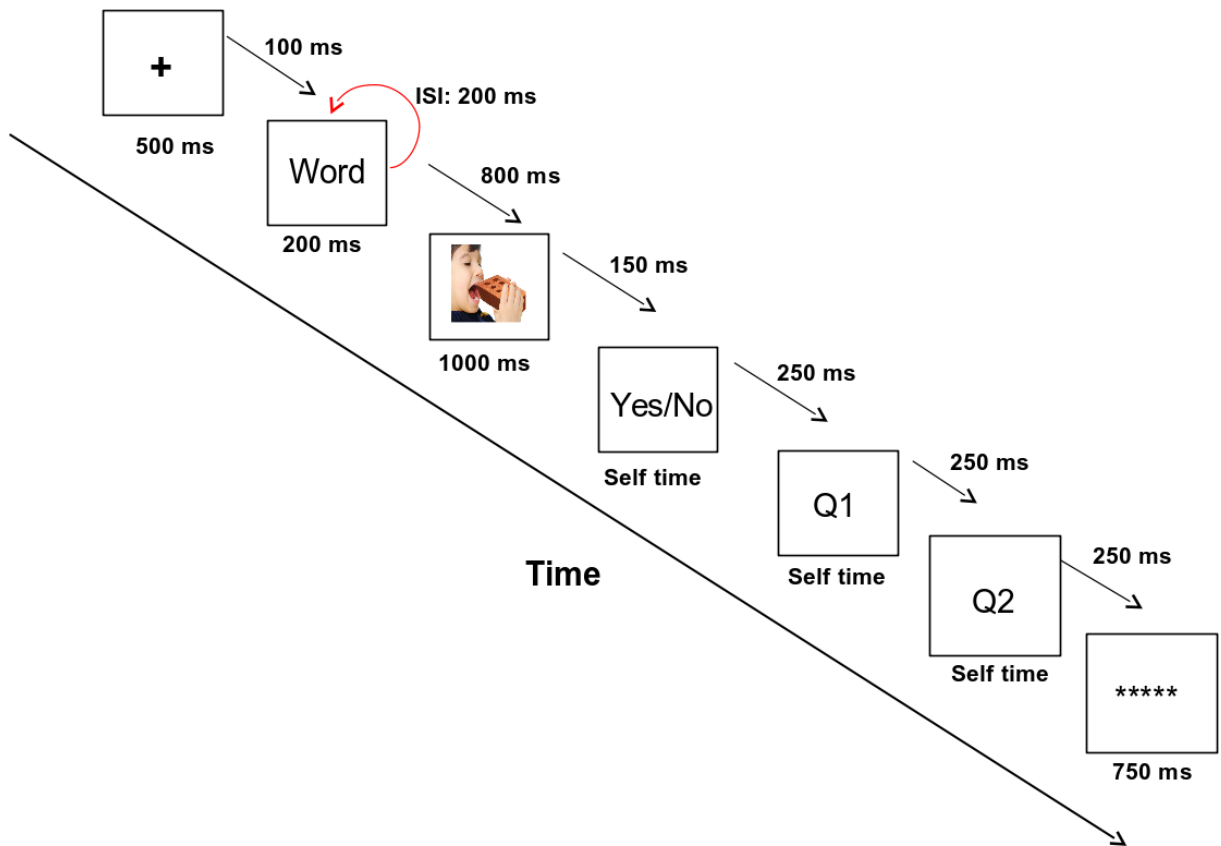 +
500 ms
100 ms
Word
200 ms
ISI: 200 ms
800 ms
1000 ms
150 ms
Yes/No
Self time
250 ms
Q1
Self time
250 ms
Q2
Self time
250 ms
*****
750 ms
Time